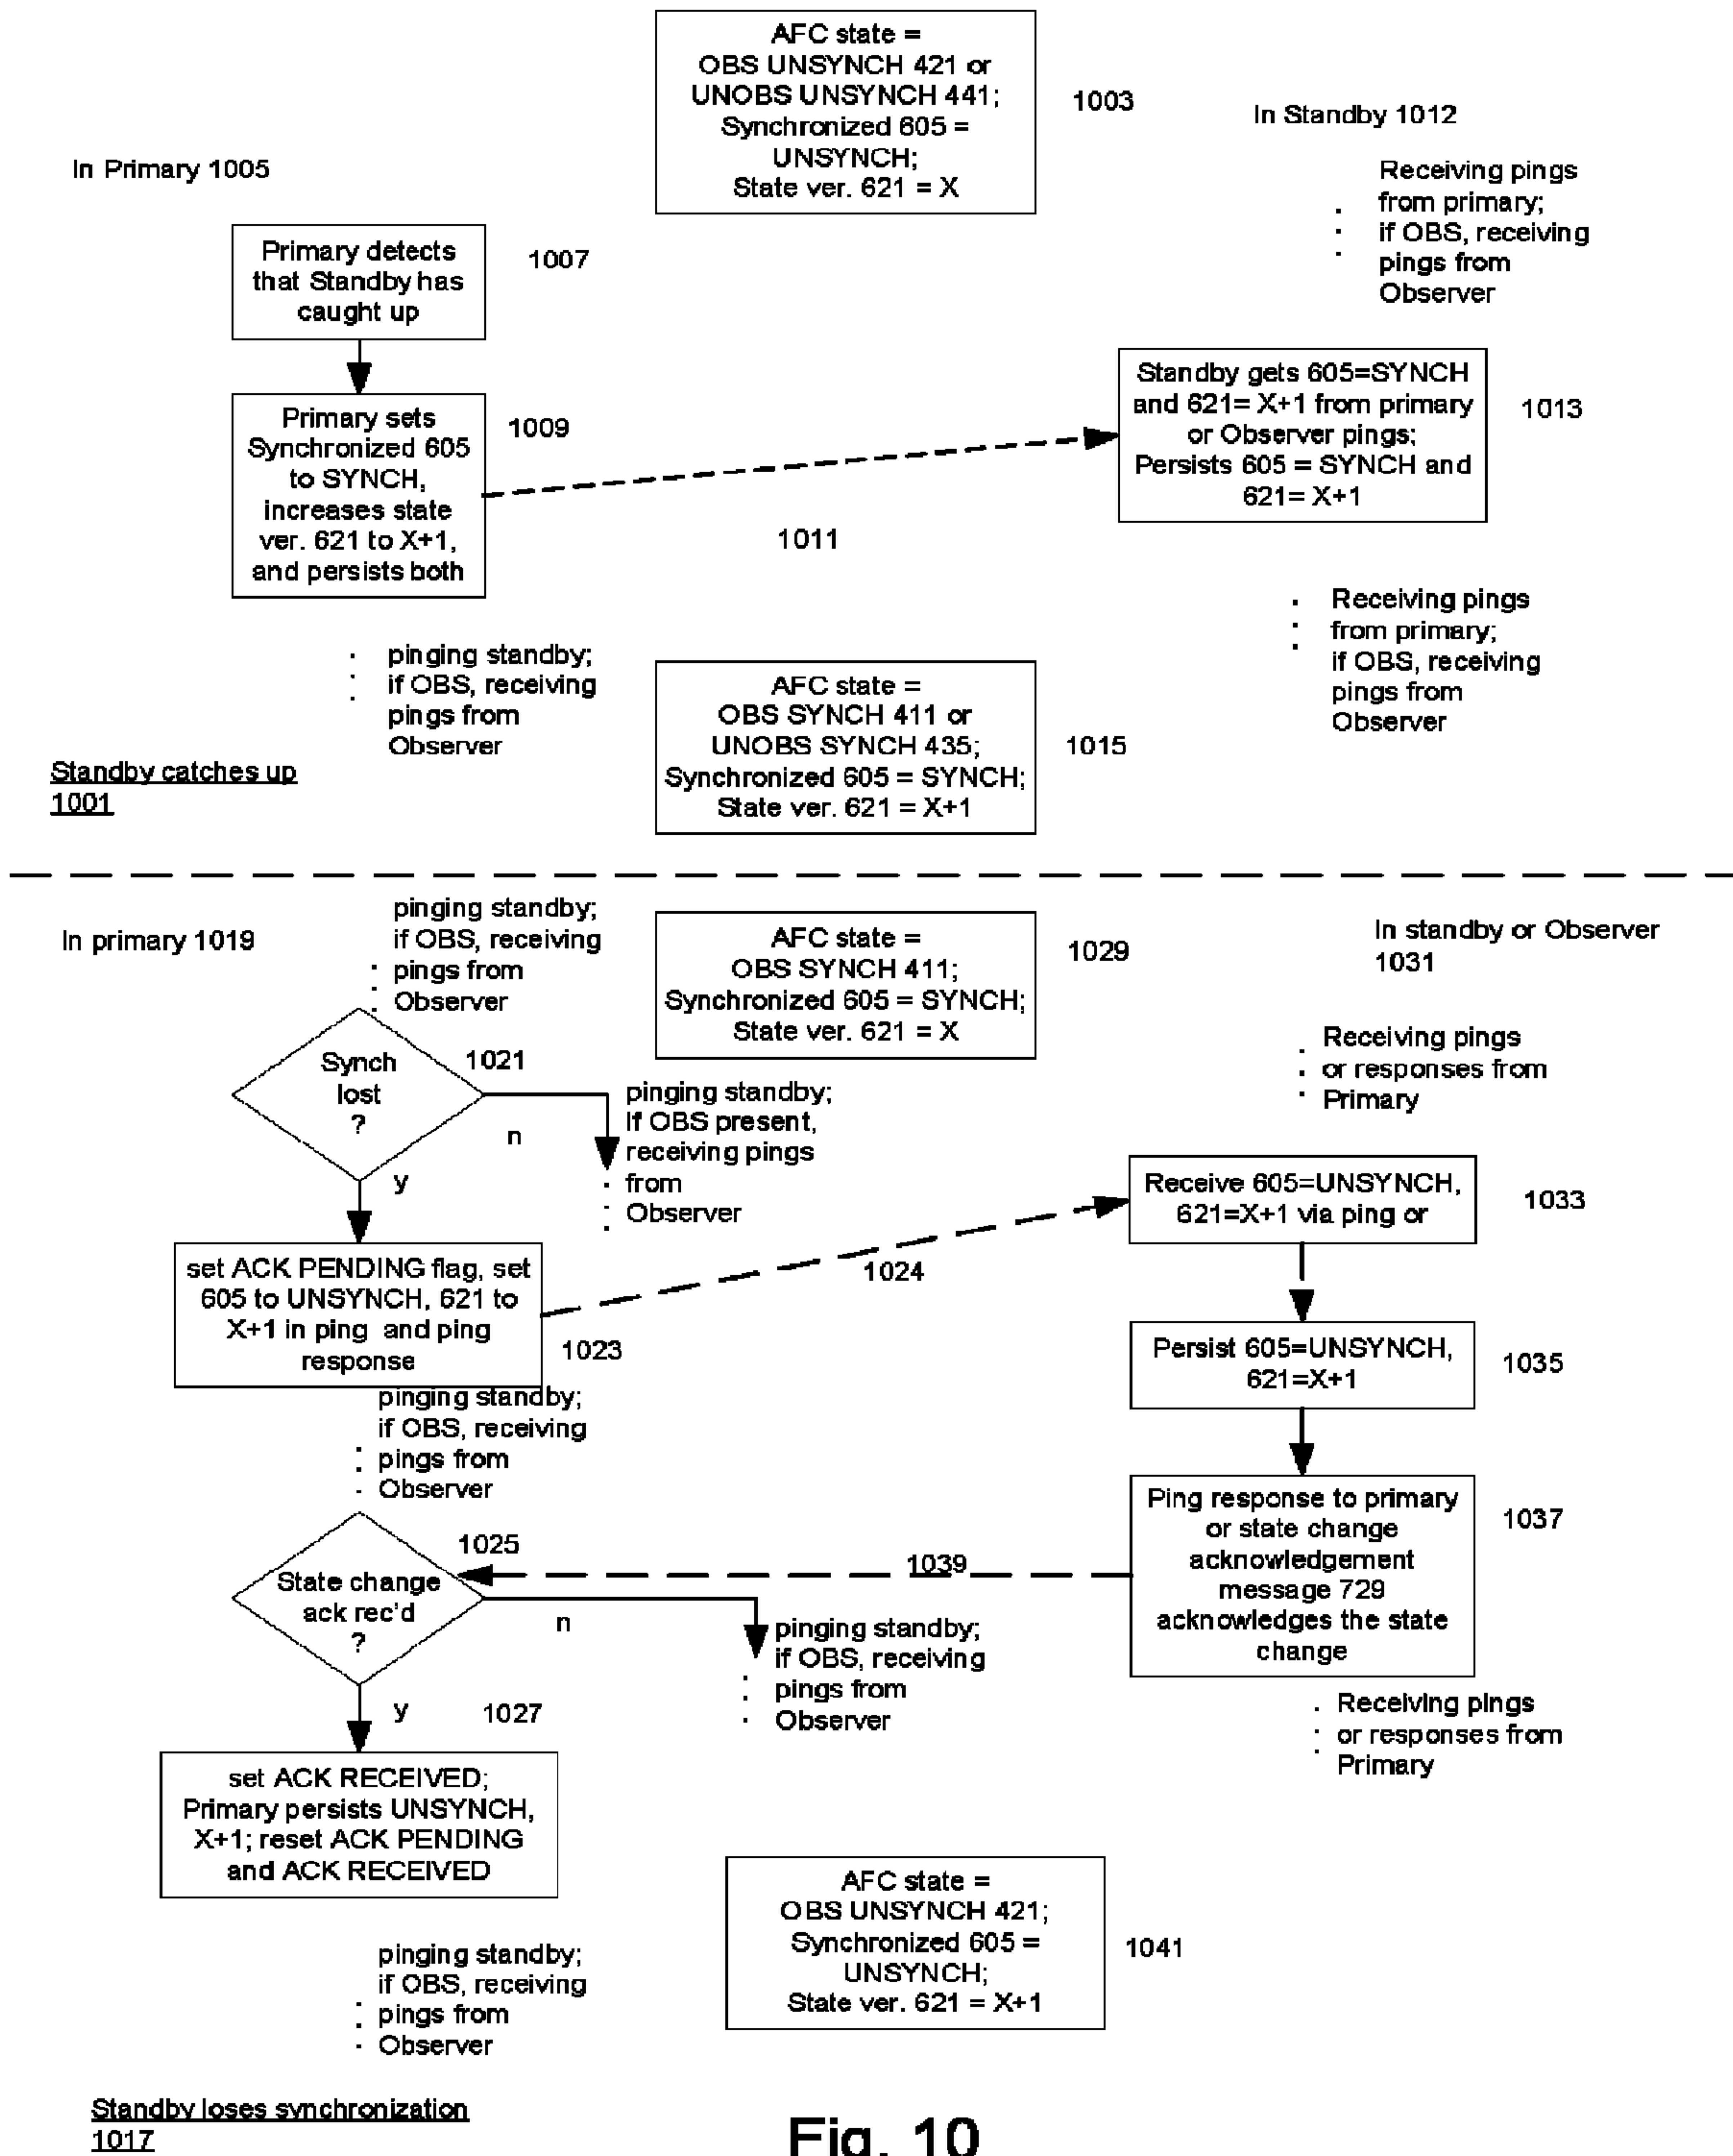 AFC state =
OBS UNSYNCH 421 or
UNOBS UNSYNCH 441;
Synchronized 605 =
UNSYNCH;
State ver. 621 = X
1003
In Standby 1012
In Primary 1005
Receiving pings
from primary;
if OBS, receiving
pings from
Observer
Primary detects
that Standby has
caught up
1007
Primary sets
Synchronized 605
to SYNCH,
increases state
ver. 621 to X+1,
and persists both
1009
1011
Standby gets 605=SYNCH
and 621= X+1 from primary
or Observer pings;
Persists 605 = SYNCH and
621= X+1
1013
Receiving pings
from primary;
if OBS, receiving
pings from
Observer
pinging standby;
if OBS, receiving
pings from
Observer
AFC state =
OBS SYNCH 411 or
UNOBS SYNCH 435;
Synchronized 605 = SYNCH;
State ver. 621 = X+1
1015
Standby catches up
1001
In primary 1019
pinging standby;
if OBS, receiving
pings from
Observer
AFC state =
OBS SYNCH 411;
Synchronized 605 = SYNCH;
State ver. 621 = X
1029
In standby or Observer
1031
Receiving pings
or responses from
Primary
Synch
lost
?
1021
n
y
pinging standby;
If OBS present,
receiving pings
from
Observer
set ACK PENDING flag, set
605 to UNSYNCH, 621 to
X+1 in ping and ping
response
1023
1024
Receive 605=UNSYNCH,
621=X+1 via ping or
1033
Persist 605=UNSYNCH,
621=X+1
1035
pinging standby;
if OBS, receiving
pings from
Observer
Ping response to primary
or state change
acknowledgement
message 729
acknowledges the state
change
1037
1039
1025
State change
ack rec'd
?
n
y
pinging standby;
if OBS, receiving
pings from
Observer
Receiving pings
or responses from
Primary
1027
set ACK RECEIVED;
Primary persists UNSYNCH,
X+1; reset ACK PENDING
and ACK RECEIVED
AFC state =
OBS UNSYNCH 421;
Synchronized 605 =
UNSYNCH;
State ver. 621 = X+1
1041
pinging standby;
if OBS, receiving
pings from
Observer
Standby loses synchronization
1017
Fig. 10